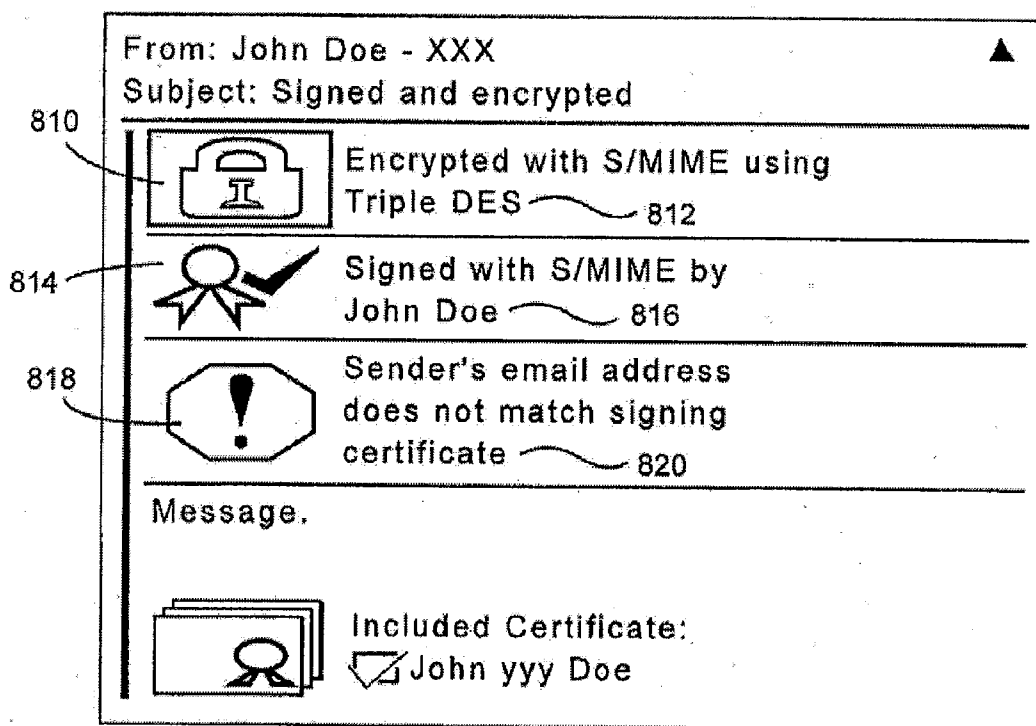 From: John Doe - XXX
Subject: Signed and encrypted
810
Encrypted with S/MIME using
Triple DES
812
814
Signed with S/MIME by
John Doe
816
818
Sender's email address
does not match signing
certificate
820
Message.
Included Certificate:
John yyy Doe